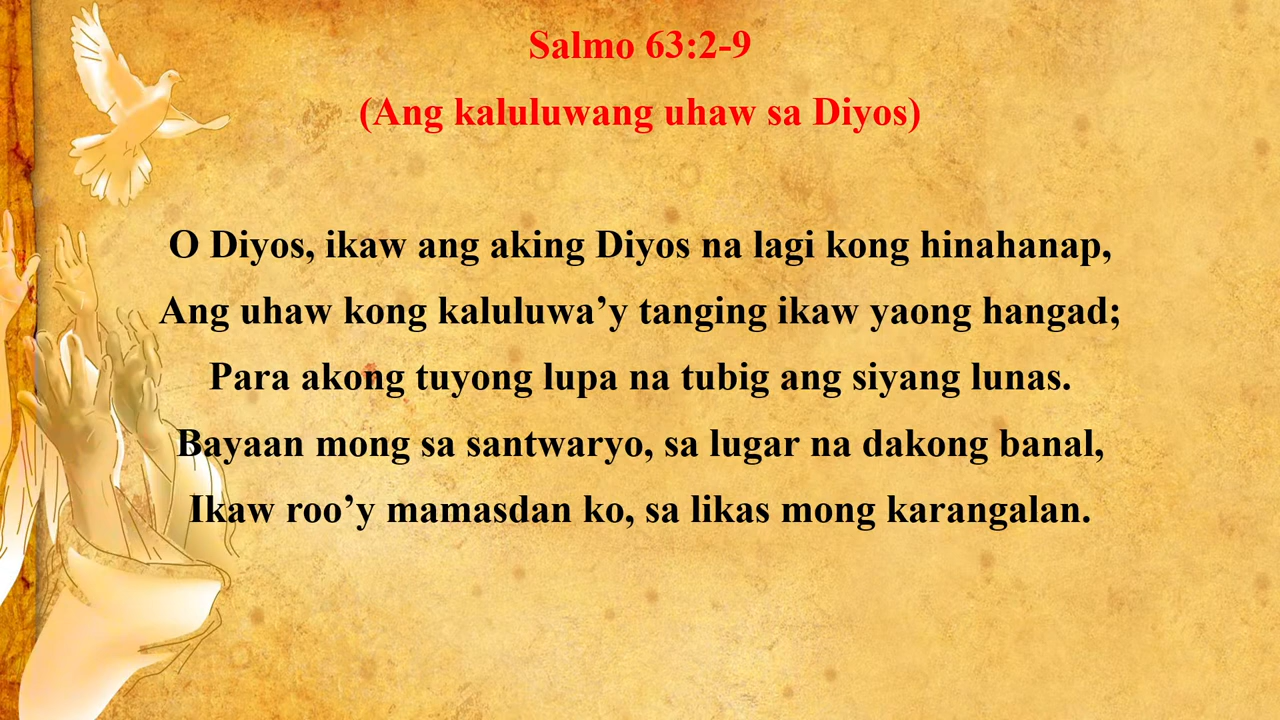 Salmo 63:2-9
(Ang kaluluwang uhaw sa Diyos)
O Diyos, ikaw ang aking Diyos na lagi kong hinahanap,
Ang uhaw kong kaluluwa’y tanging ikaw yaong hangad;
Para akong tuyong lupa na tubig ang siyang lunas.
Bayaan mong sa santwaryo, sa lugar na dakong banal,
Ikaw roo’y mamasdan ko, sa likas mong karangalan.